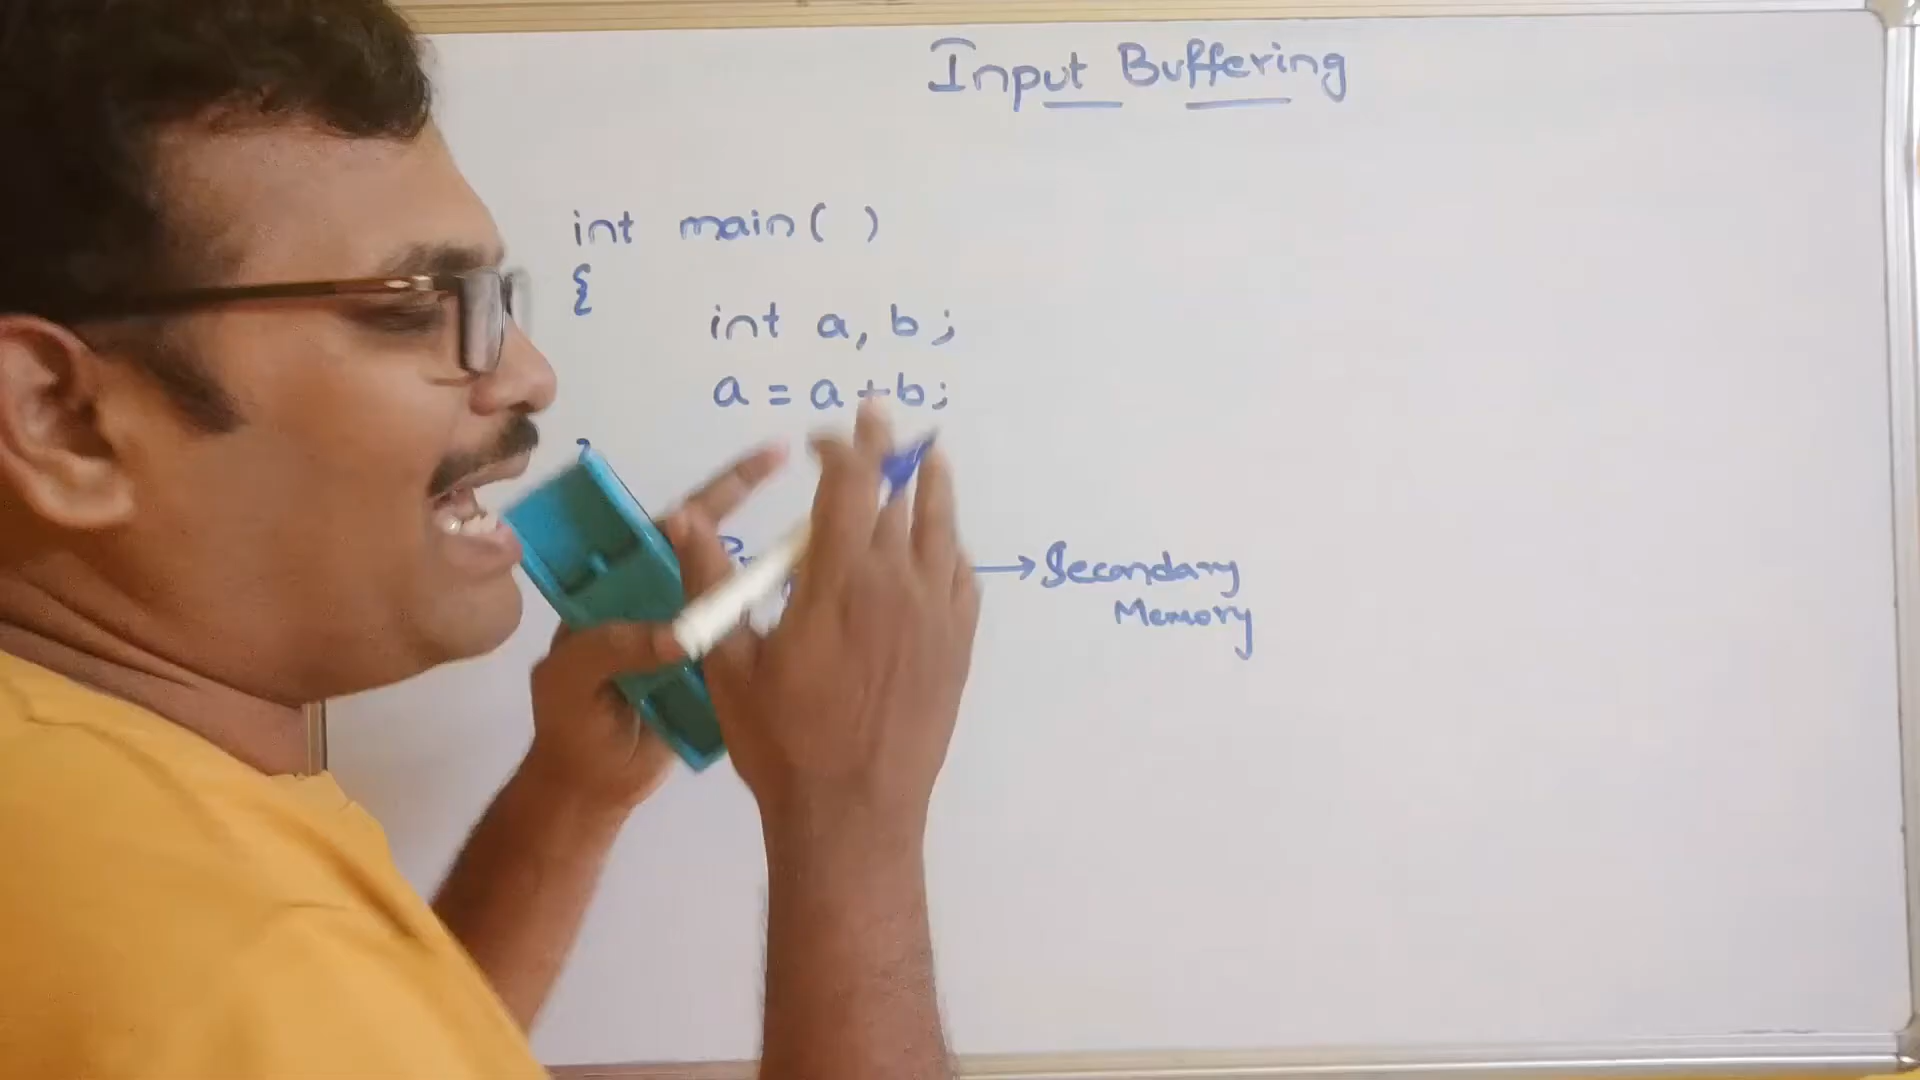 Input Buffering
int main( )
{
int a, b;
a = a + b;
→ Secondary
Memory